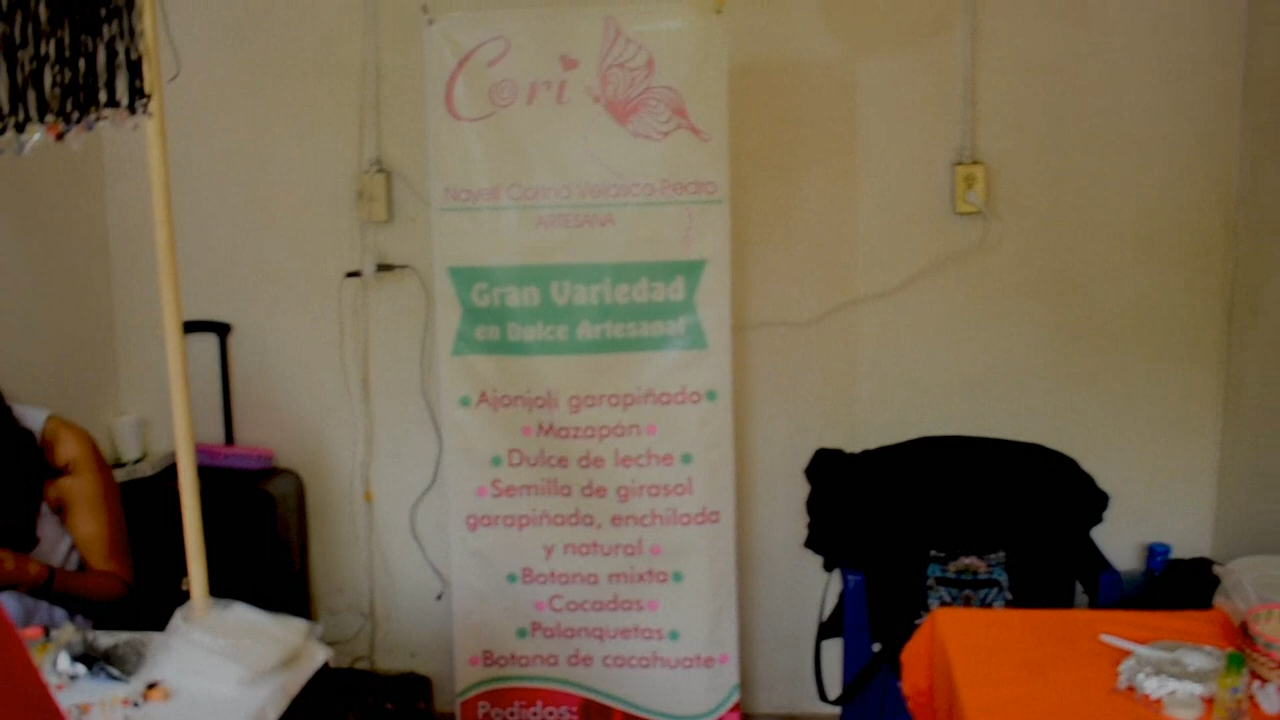 Cori
Nayeli Corina Velasco Pedro
ARTESANA
Gran Variedad
en Dulce Artesanal
Ajonjoli garapiñado
Mazapán
Dulce de leche
Semilla de girasol
garapiñada, enchilada
y natural
Botana mixta
Cocadas
Palanquetas
Botana de cacahuate
Pedidos: